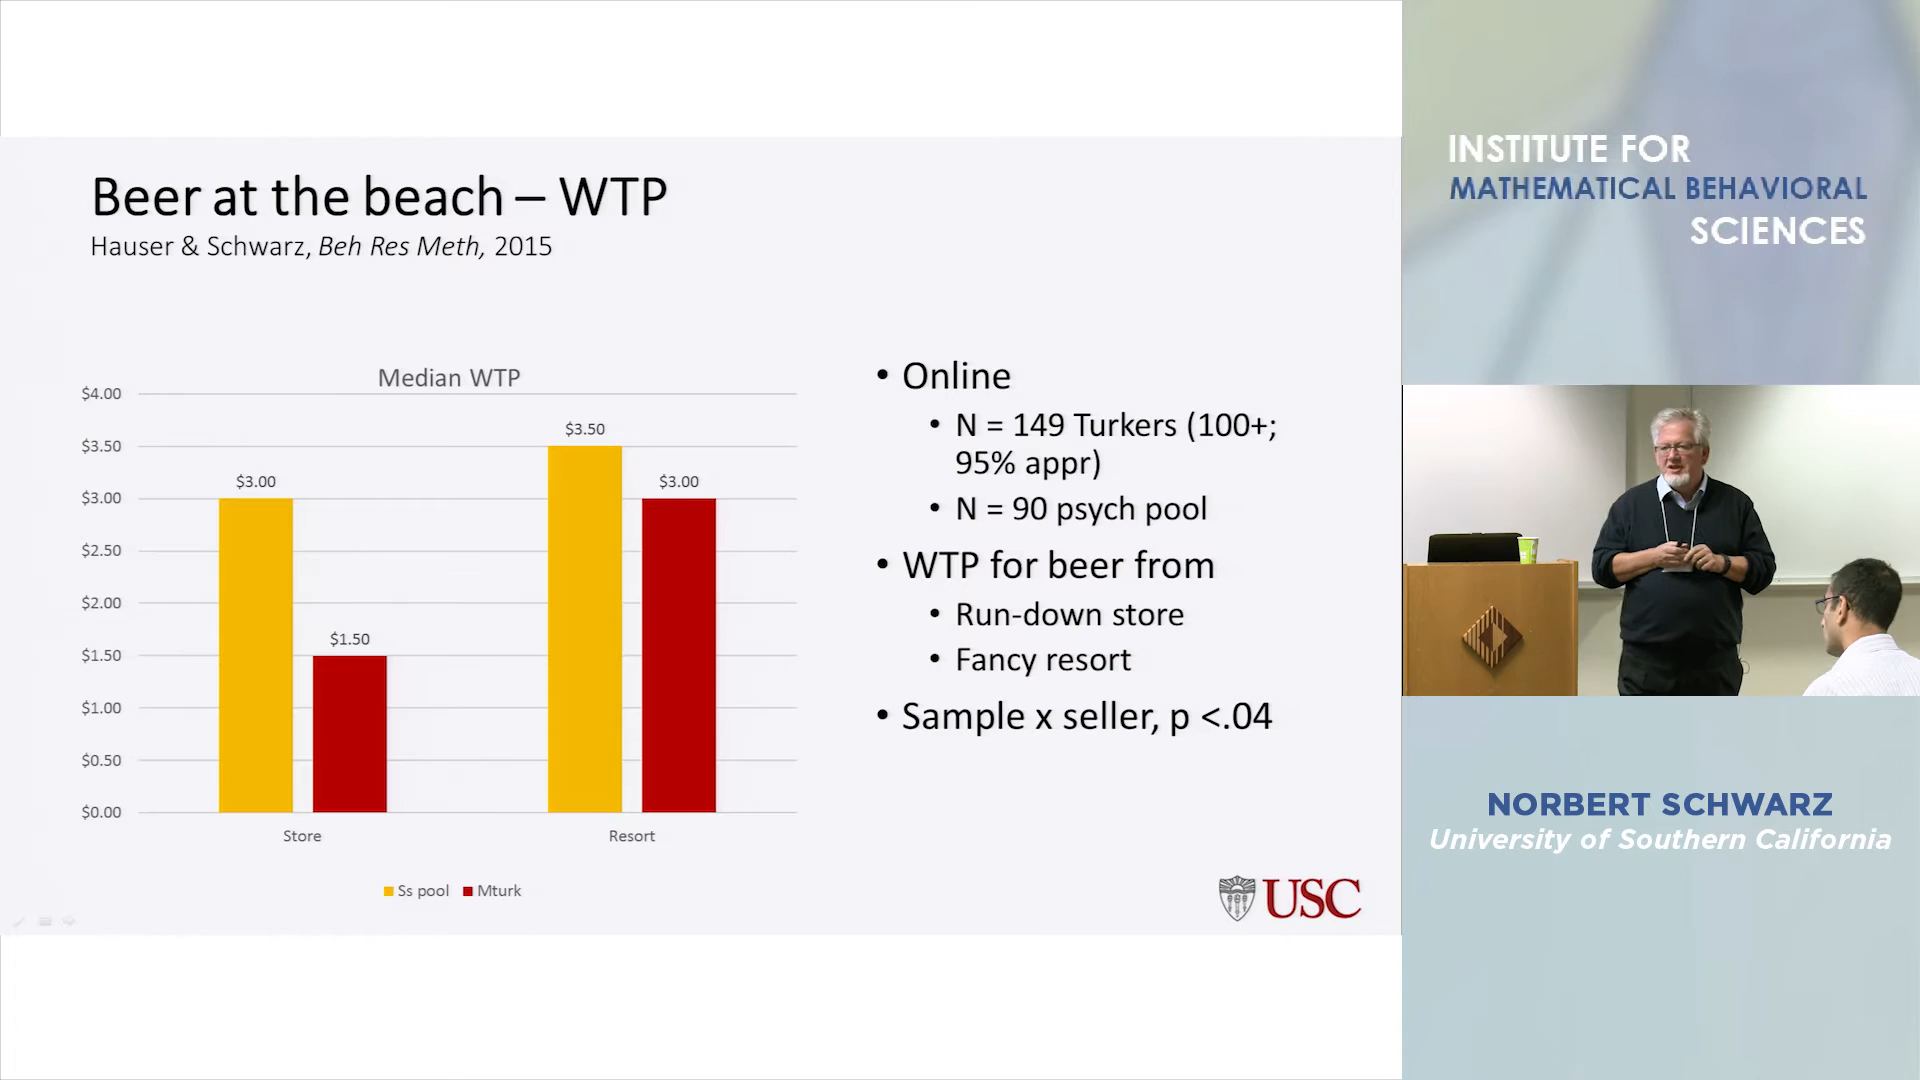 Beer at the beach – WTP
Hauser & Schwarz, Beh Res Meth, 2015
Median WTP
$4.00
$3.50
$3.00
$2.50
$2.00
$1.50
$1.00
$0.50
$0.00
$3.00
$1.50
$3.50
$3.00
Store
Resort
Ss pool
Mturk
• Online
• N = 149 Turkers (100+;
95% appr)
• N = 90 psych pool
• WTP for beer from
• Run-down store
• Fancy resort
• Sample x seller, p <.04
USC
INSTITUTE FOR
MATHEMATICAL BEHAVIORAL
SCIENCES
NORBERT SCHWARZ
University of Southern California